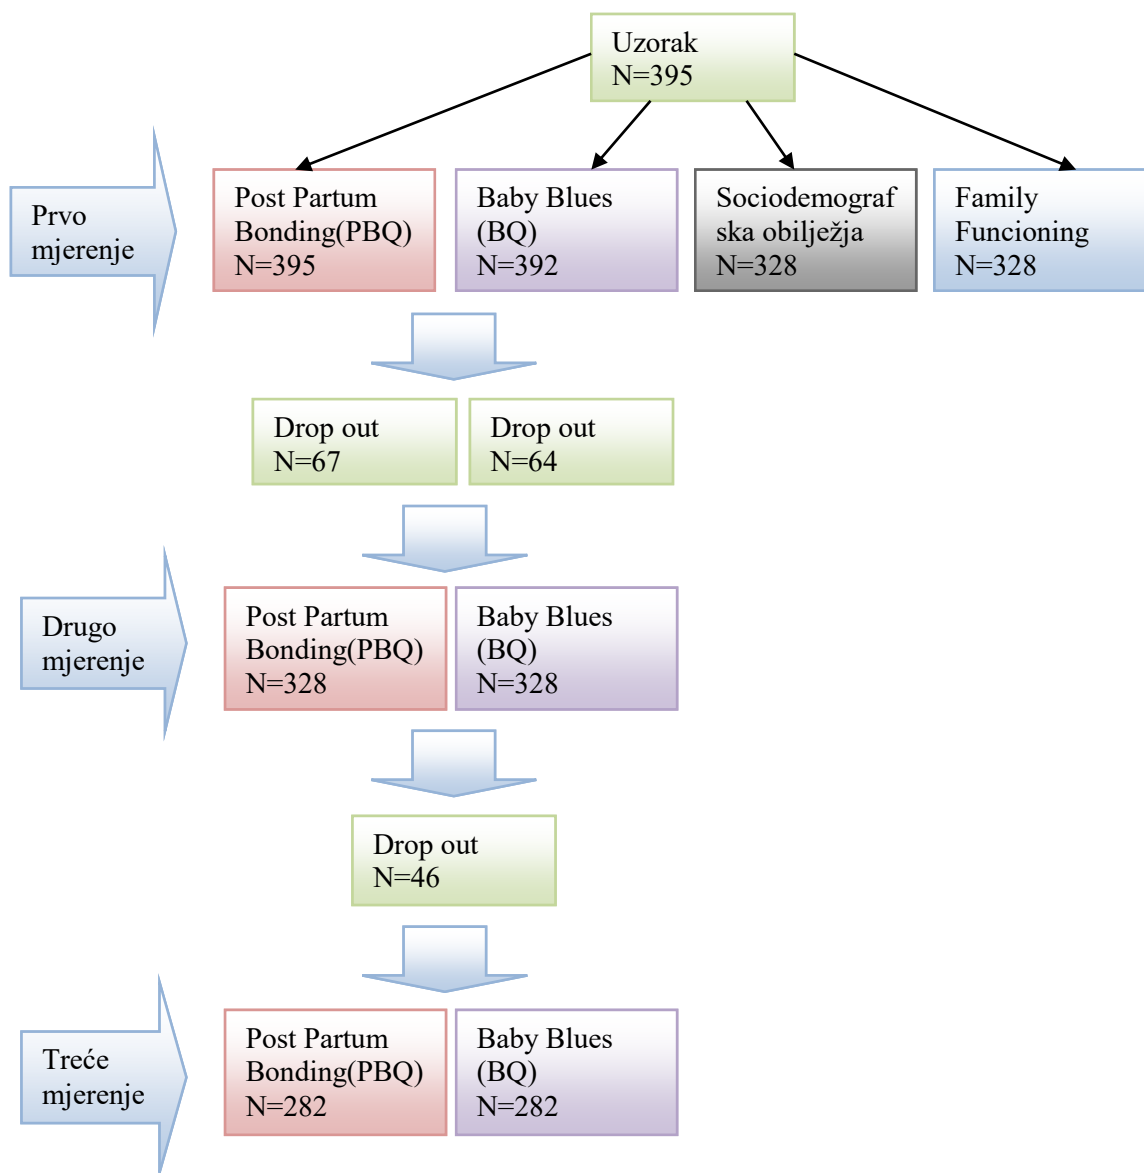 Uzorak
N=395
Prvo
mjerenje
Post Partum
Bonding(PBQ)
N=395
Baby Blues
(BQ)
N=392
Sociodemograf
ska obilježja
N=328
Family
Funcioning
N=328
Drop out
N=67
Drop out
N=64
Drugo
mjerenje
Post Partum
Bonding(PBQ)
N=328
Baby Blues
(BQ)
N=328
Drop out
N=46
Treće
mjerenje
Post Partum
Bonding(PBQ)
N=282
Baby Blues
(BQ)
N=282